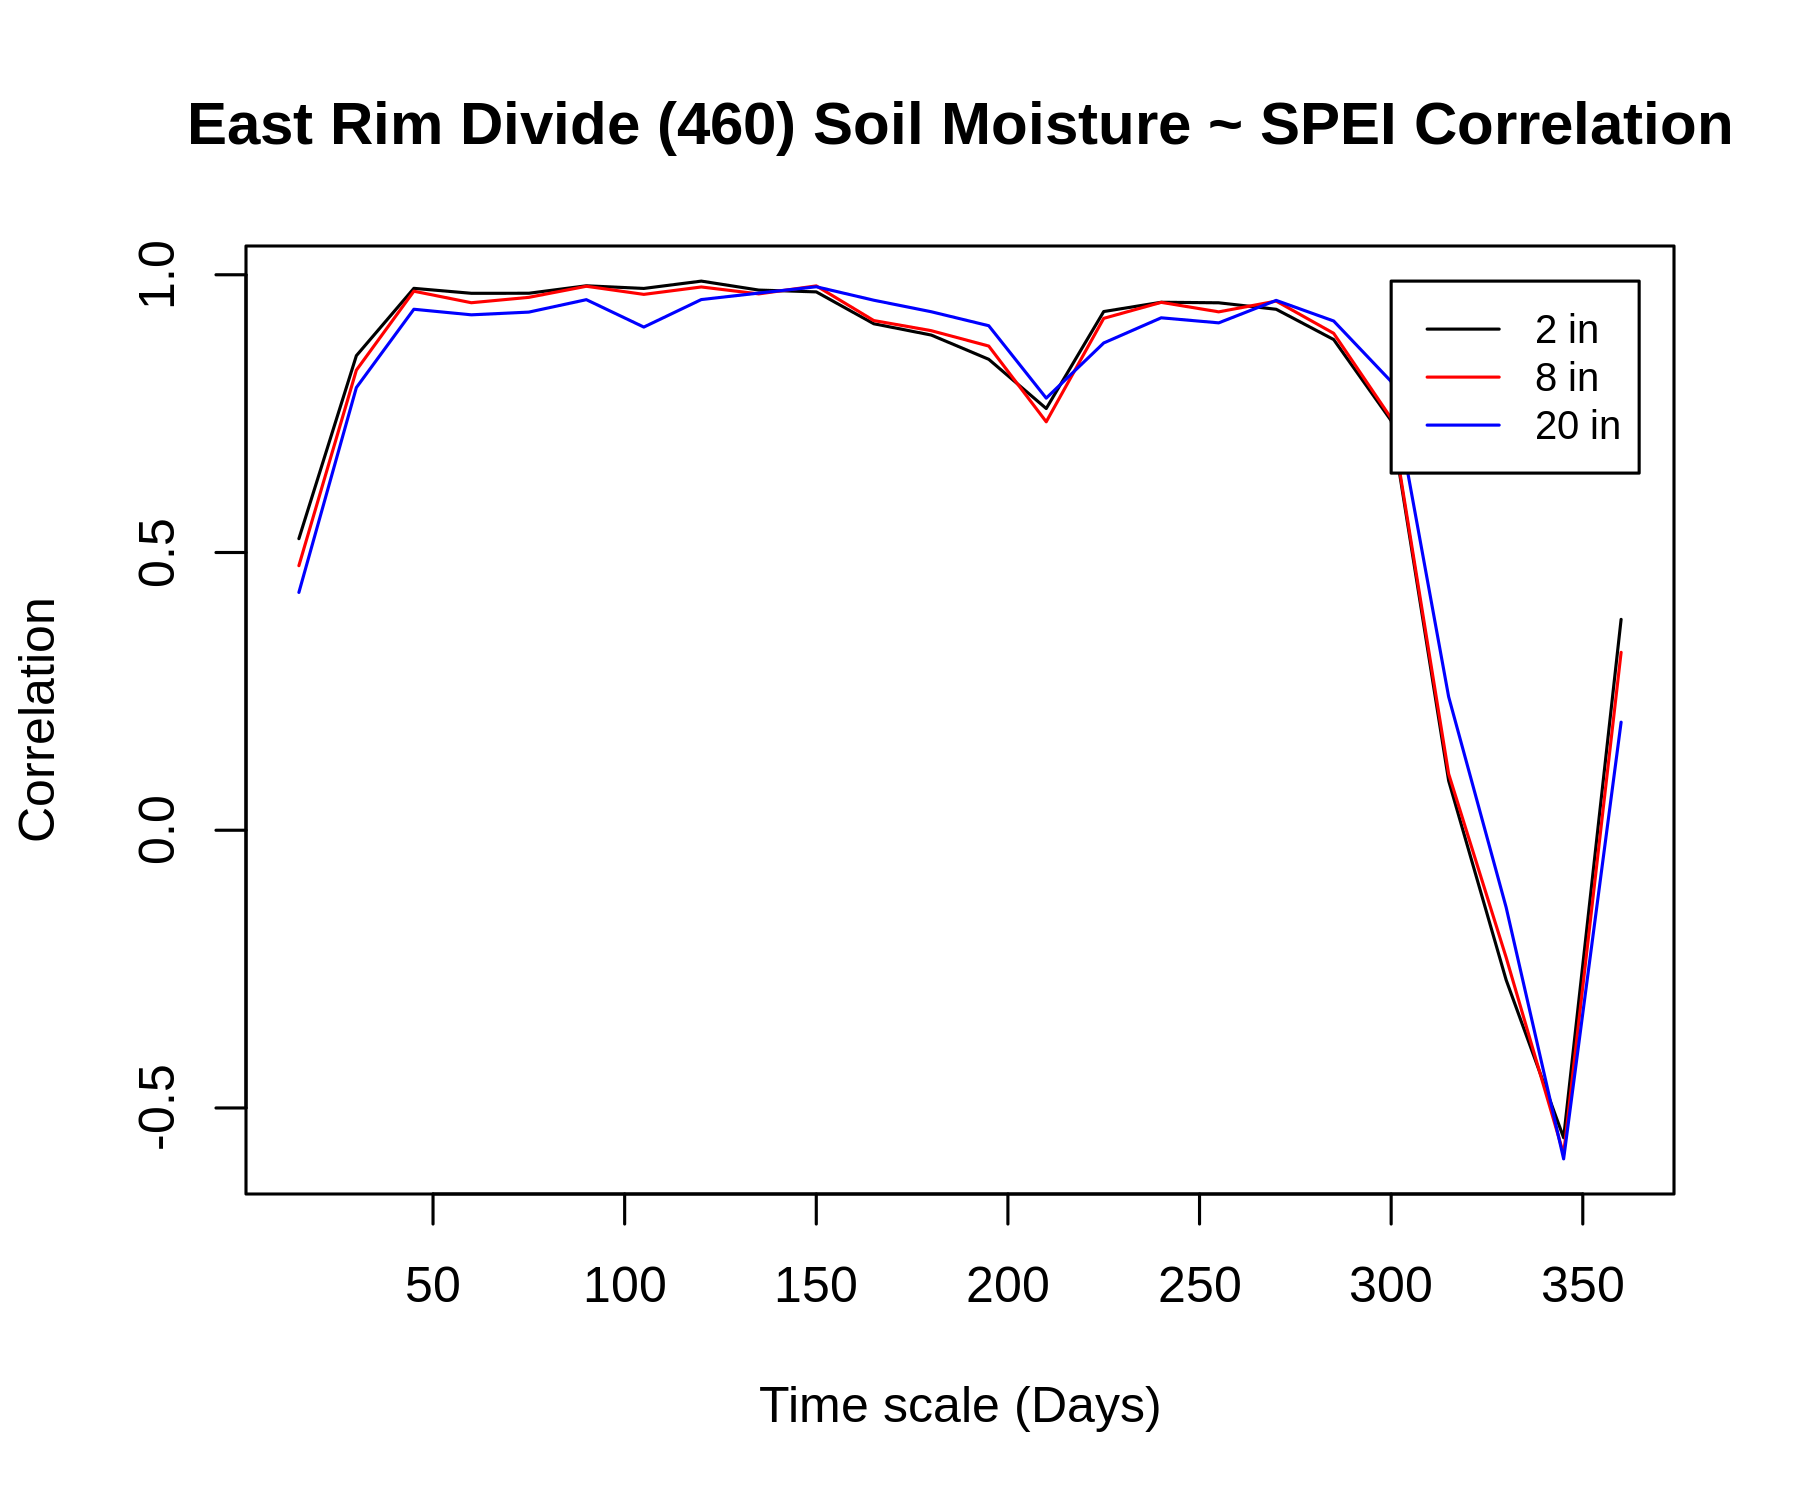 East Rim Divide (460) Soil Moisture ~ SPEI Correlation
1.0
0.5
0.0
-0.5
Correlation
2 in
8 in
20 in
50 100 150 200 250 300 350
Time scale (Days)